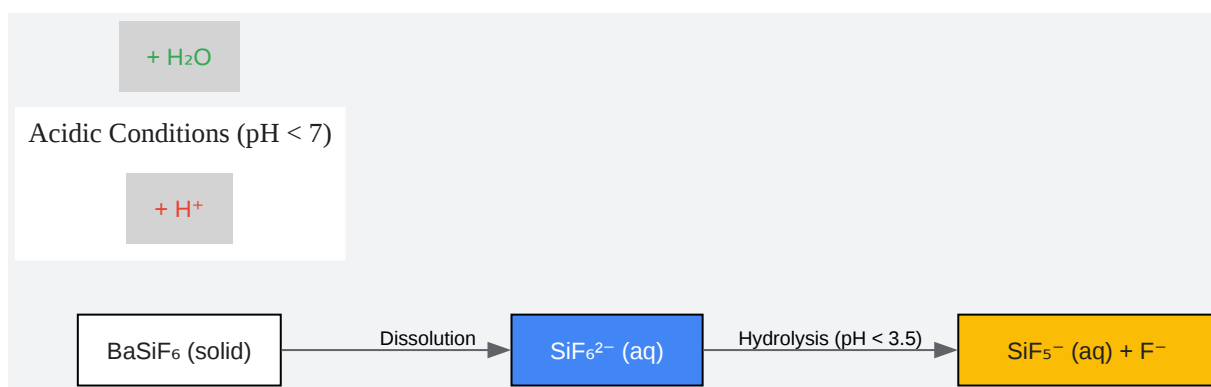 + H₂O
Acidic Conditions (pH < 7)
+ H⁺
BaSiF₆ (solid)
Dissolution
SiF₆²⁻ (aq)
Hydrolysis (pH < 3.5)
SiF₅⁻ (aq) + F⁻